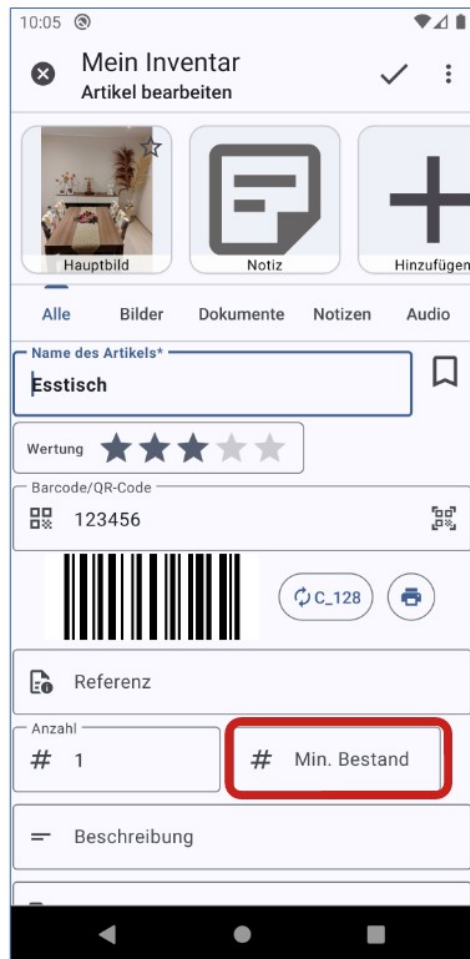 10:05
Mein Inventar
Artikel bearbeiten
Hauptbild
Notiz
Hinzufügen
Alle Bilder Dokumente Notizen Audio
Name des Artikels*
Esstisch
Wertung
Barcode/QR-Code
123456
C_128
Referenz
Anzahl
# 1
# Min. Bestand
Beschreibung